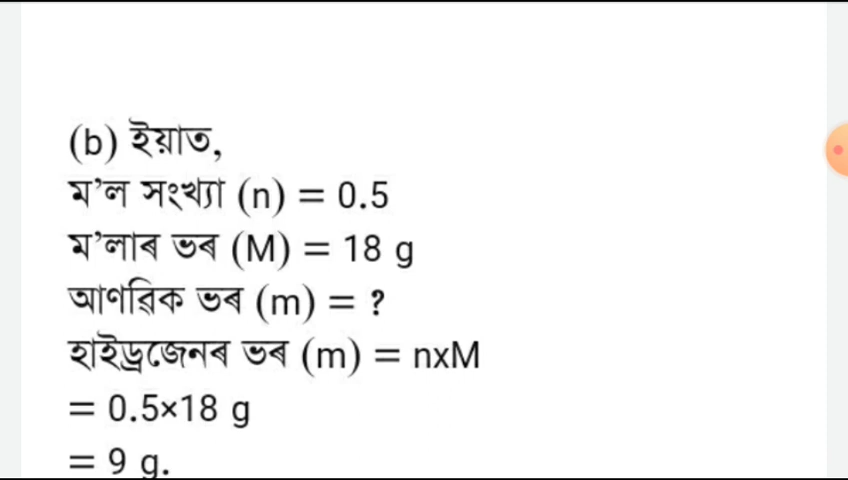 (b) ইয়াত,
ম’ল সংখ্যা (n) = 0.5
ম’লাৰ ভৰ (M) = 18 g
আণৱিক ভৰ (m) = ?
হাইড্ৰজেনৰ ভৰ (m) = nxM
= 0.5×18 g
= 9 g.